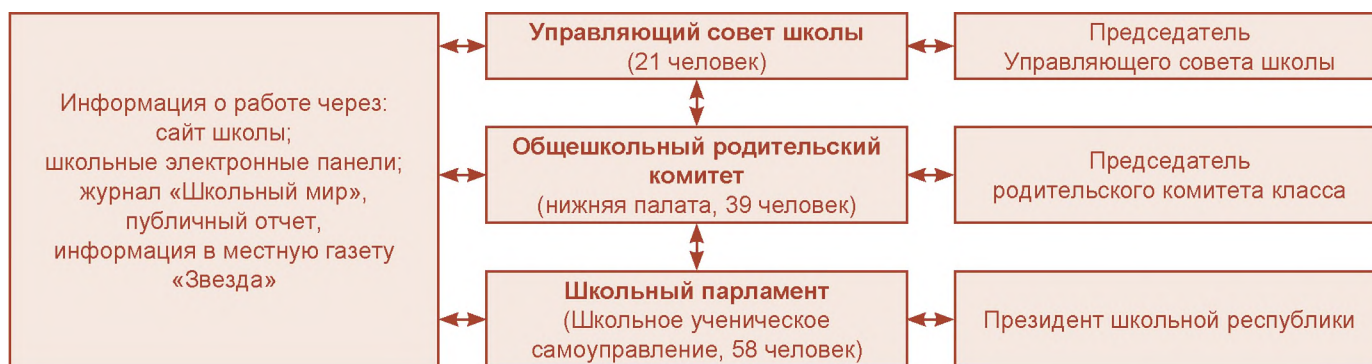 Информация о работе через:
сайт школы;
школьные электронные панели;
журнал «Школьный мир»,
публичный отчет,
информация в местную газету
«Звезда»
Управляющий совет школы
(21 человек)
Председатель
Управляющего совета школы
Общешкольный родительский
комитет
(нижняя палата, 39 человек)
Председатель
родительского комитета класса
Школьный парламент
(Школьное ученическое
самоуправление, 58 человек)
Президент школьной республики